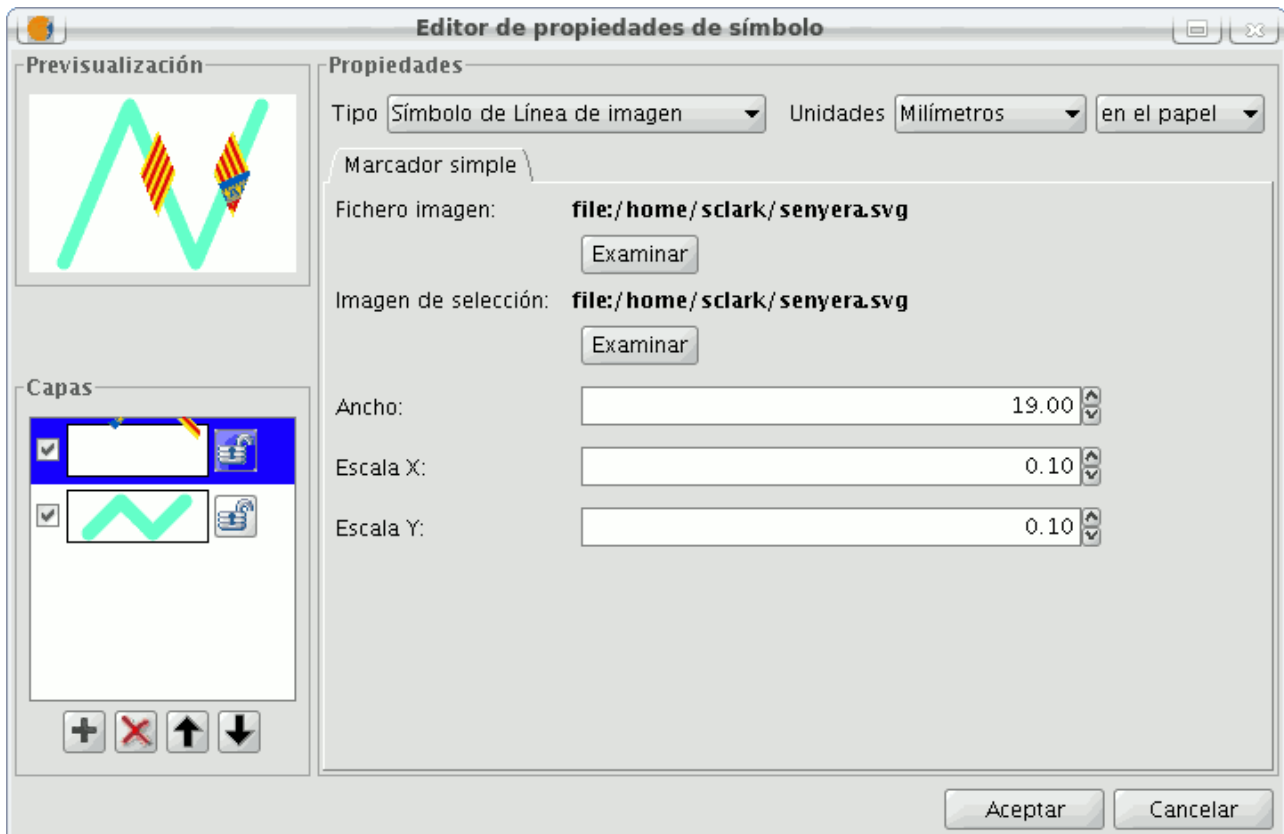 Editor de propiedades de símbolo
Previsualización
Propiedades
Tipo Símbolo de Línea de imagen Unidades Milímetros en el papel
Marcador simple
Fichero imagen: file:/home/sclark/senyera.svg
Examinar
Imagen de selección: file:/home/sclark/senyera.svg
Examinar
Capas
Ancho: 19.00
Escala X: 0.10
Escala Y: 0.10
Aceptar Cancelar